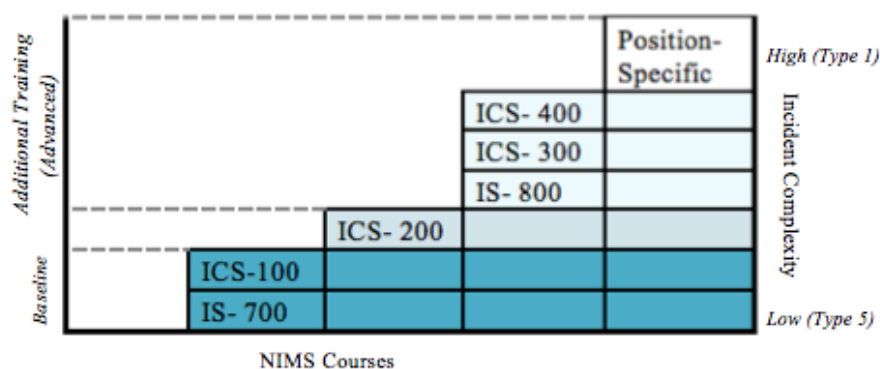 Position-
Specific
High (Type 1)
Additional Training
(Advanced)
ICS- 400
ICS- 300
IS- 800
Incident Complexity
ICS- 200
ICS-100
Baseline
IS- 700
Low (Type 5)
NIMS Courses